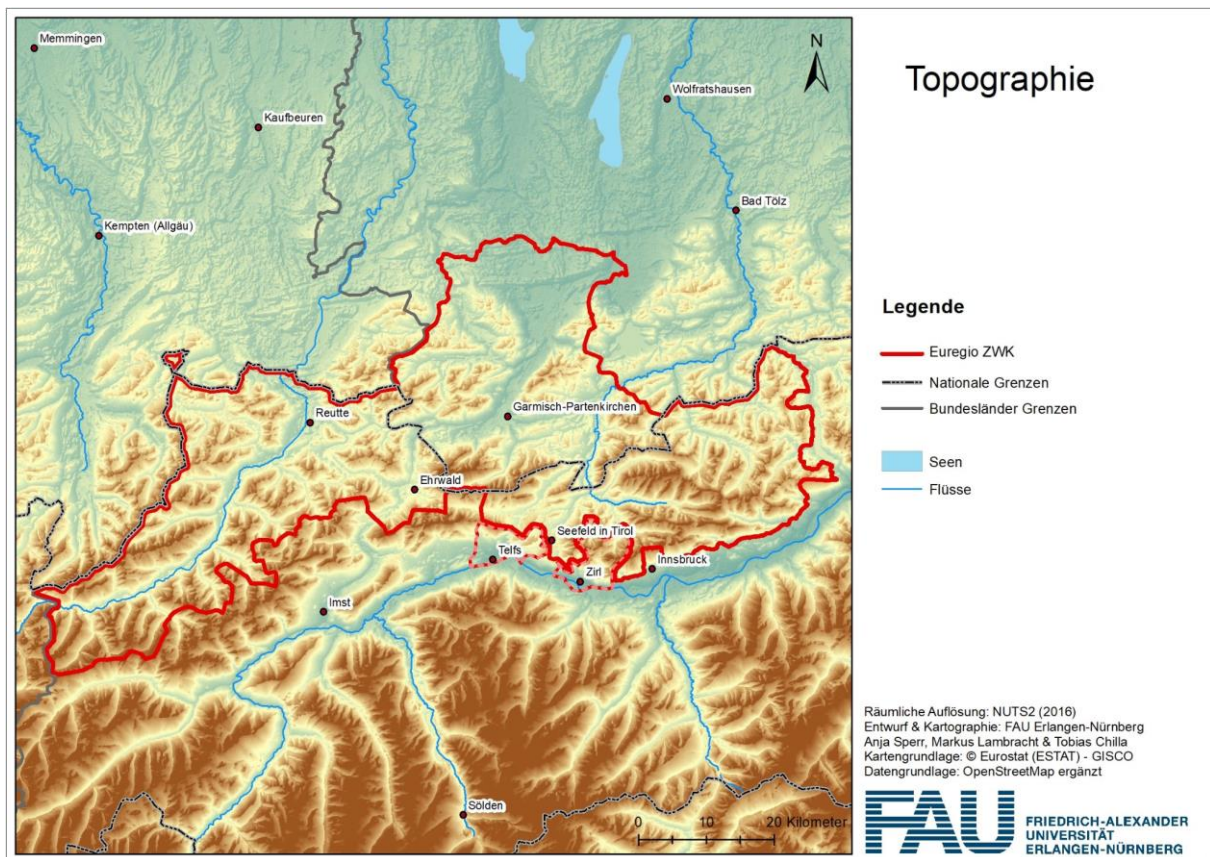 Topographie
N
Memmingen
Kaufbeuren
Wolfratshausen
Kempten (Allgäu)
Bad Tölz
Reutte
Garmisch-Partenkirchen
Ehrwald
Seefeld in Tirol
Telfs
Innsbruck
Zirl
Imst
Sölden
0 10 20 Kilometer
Legende
Euregio ZWK
Nationale Grenzen
Bundesländer Grenzen
Seen
Flüsse
Räumliche Auflösung: NUTS2 (2016)
Entwurf & Kartographie: FAU Erlangen-Nürnberg
Anja Sperr, Markus Lambracht & Tobias Chilla
Kartengrundlage: © Eurostat (ESTAT) - GISCO
Datengrundlage: OpenStreetMap ergänzt
FAU
FRIEDRICH-ALEXANDER
UNIVERSITÄT
ERLANGEN-NÜRNBERG